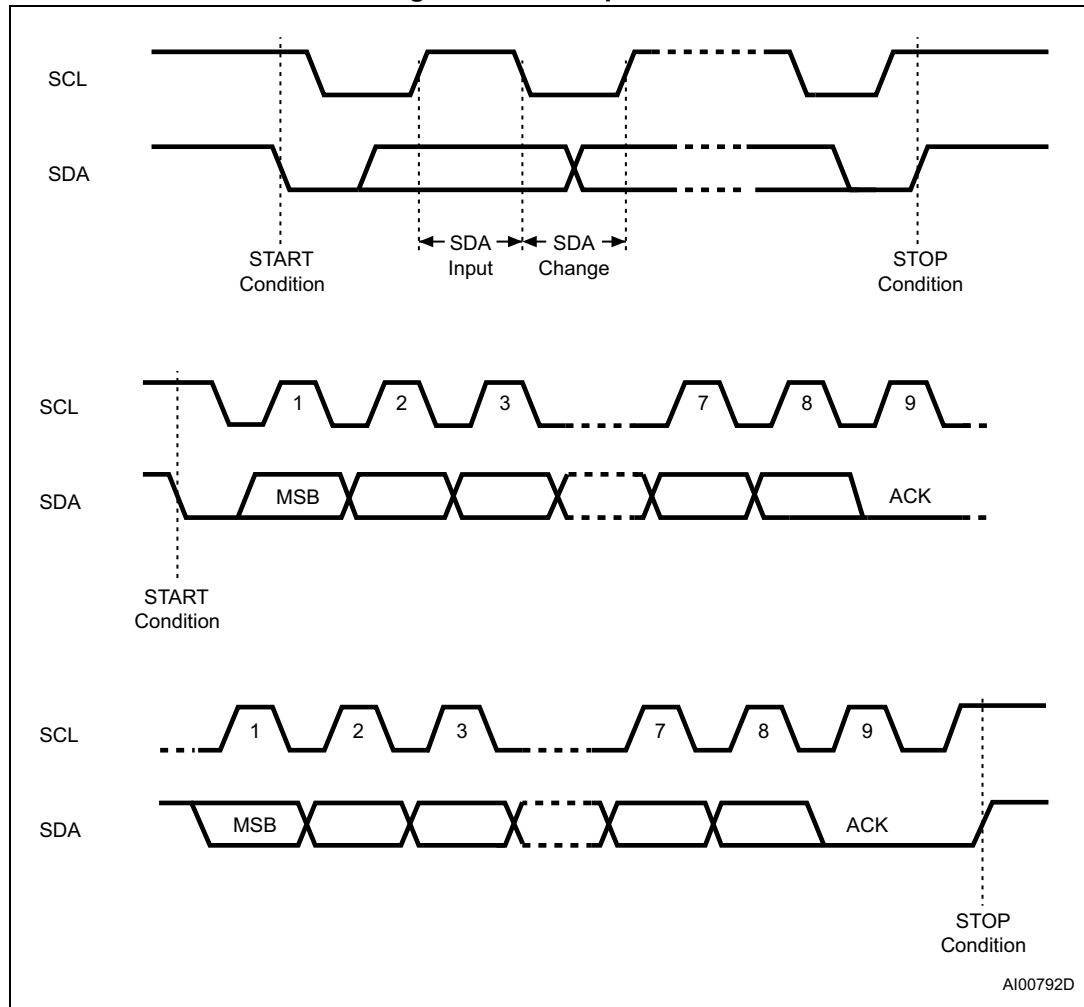 SCL
SDA
SDA
Input
SDA
Change
START
Condition
STOP
Condition
SCL
1 2 3 7 8 9
SDA
MSB
ACK
START
Condition
SCL
1 2 3 7 8 9
SDA
MSB
ACK
STOP
Condition
AI00792D